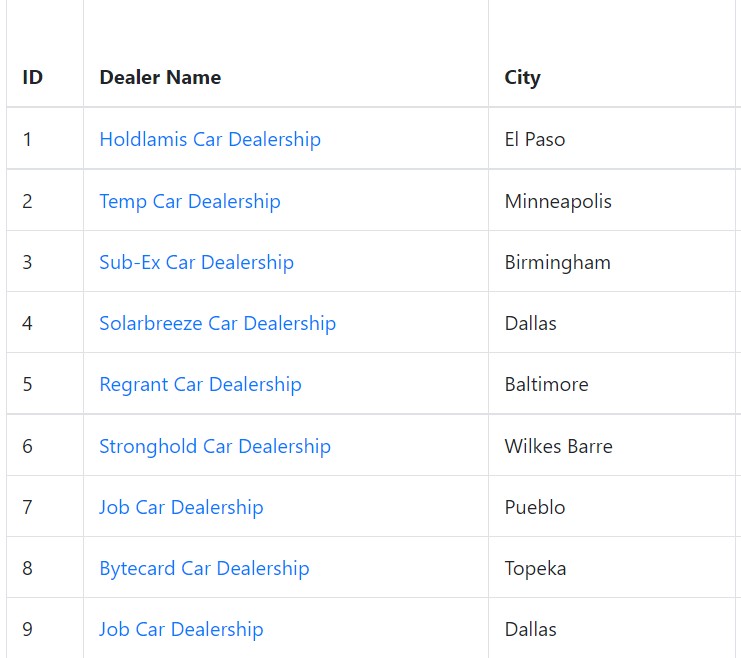 ID Dealer Name City
1 Holdlamis Car Dealership El Paso
2 Temp Car Dealership Minneapolis
3 Sub-Ex Car Dealership Birmingham
4 Solarbreeze Car Dealership Dallas
5 Regrant Car Dealership Baltimore
6 Stronghold Car Dealership Wilkes Barre
7 Job Car Dealership Pueblo
8 Bytecard Car Dealership Topeka
9 Job Car Dealership Dallas